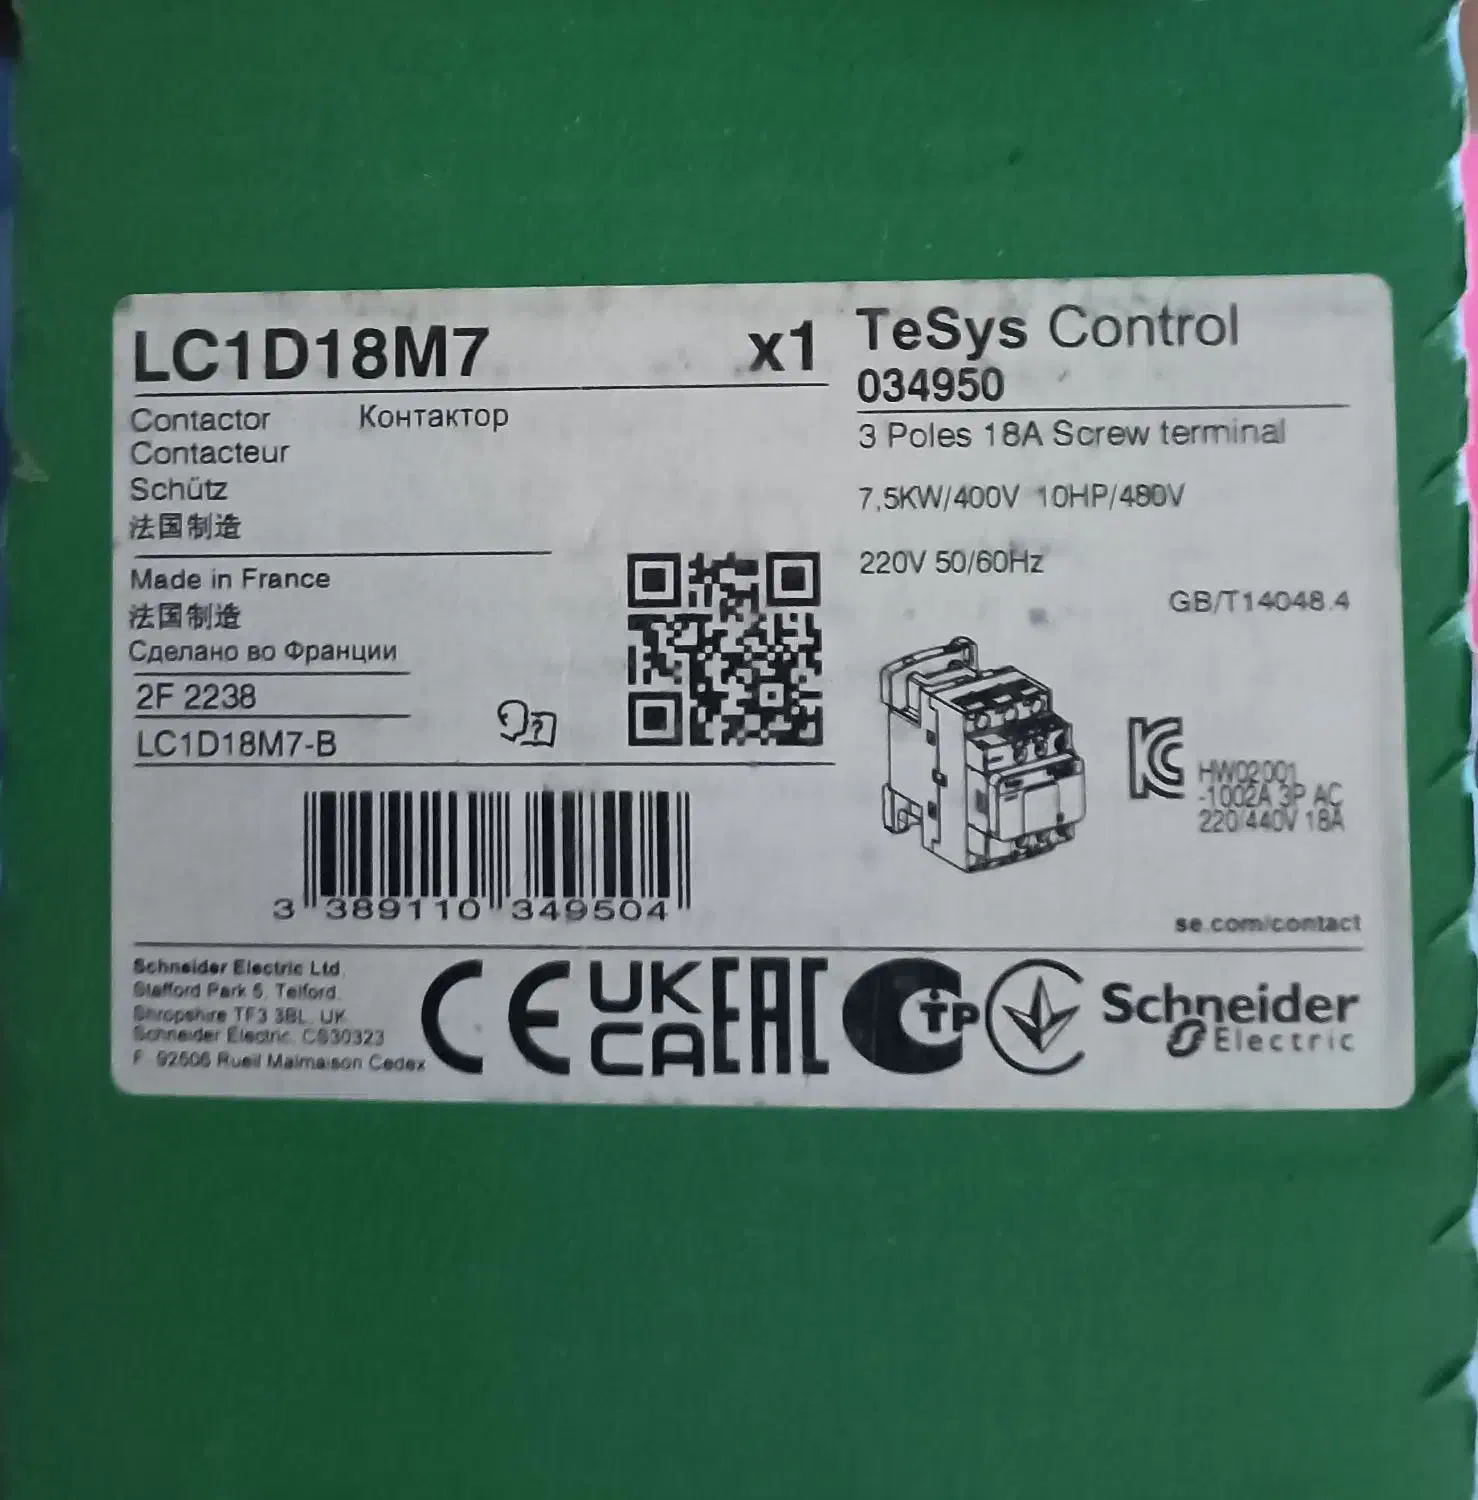 LC1D18M7 x1
Contactor Контактор
Contacteur
Schütz
法国制造
Made in France
法国制造
Сделано во Франции
2F 2238
LC1D18M7-B
3 389110 349504
TeSys Control
034950
3 Poles 18A Screw terminal
7,5KW/400V 10HP/480V
220V 50/60Hz
GB/T14048.4
HW02001
-1002A 3P AC
220/440V 18A
se.com/contact
Schneider Electric Ltd
Stafford Park 5, Telford.
Shropshire TF3 3BL UK
Schneider Electric, CS30323
F 92506 Rueil Malmaison Cedex
CE UK
CA EAC
Schneider
Electric